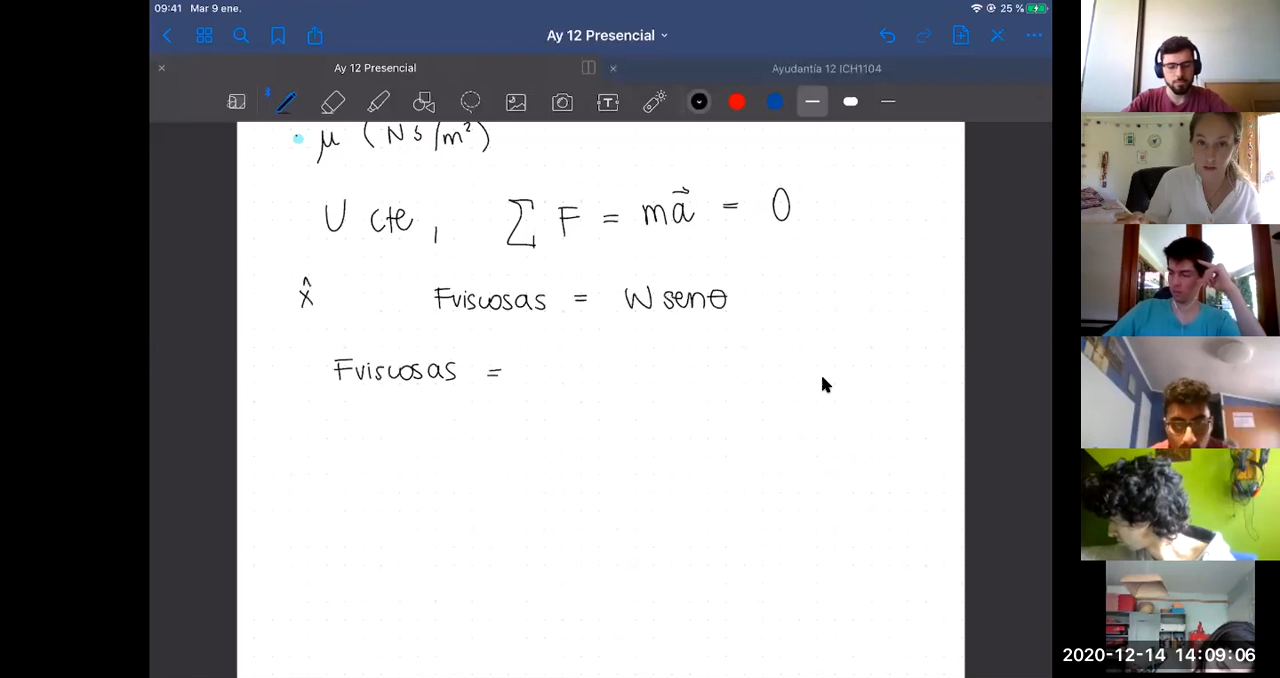 09:41 Mar 9 ene.
25 %
Ay 12 Presencial
Ay 12 Presencial
Ayudantía 12 ICH1104
• μ (NS/m²)
U cte, ∑ F = ma⃗ = 0
x̂ Fviscosas = W senθ
Fviscosas =
2020-12-14 14:09:06